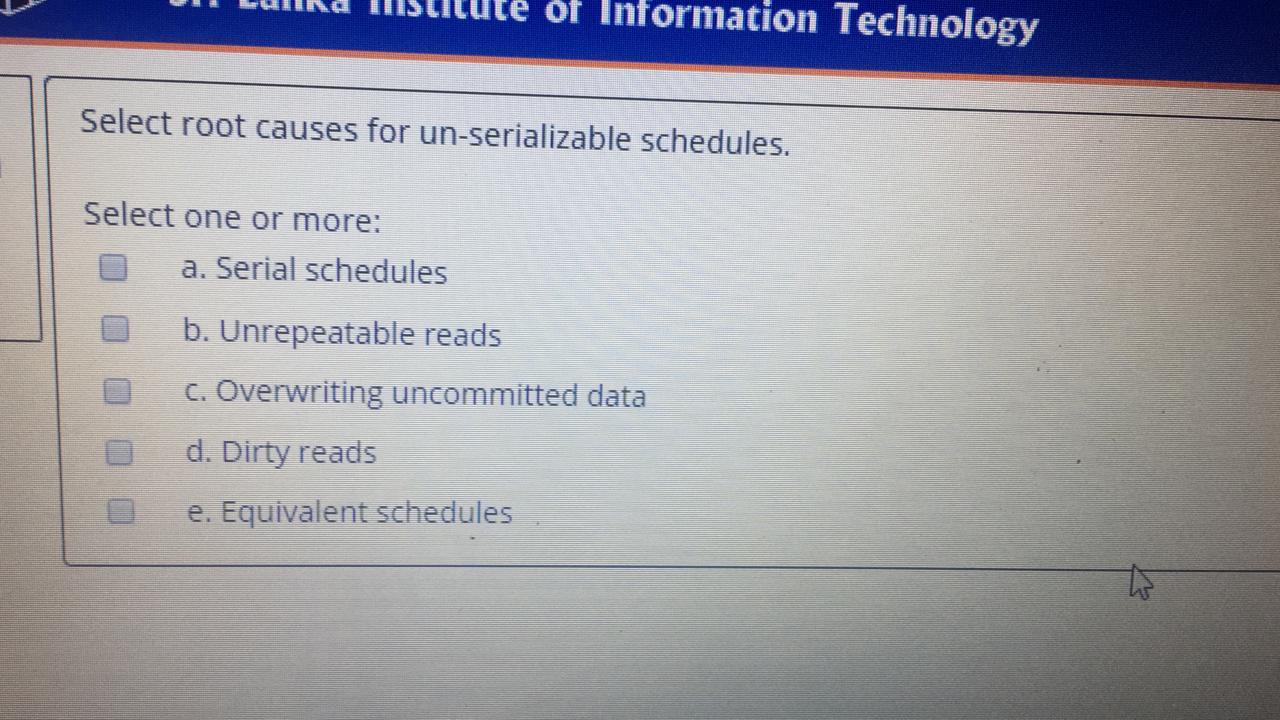 Sri Lanka Institute of Information Technology
Select root causes for un-serializable schedules.
Select one or more:
a. Serial schedules
b. Unrepeatable reads
c. Overwriting uncommitted data
d. Dirty reads
e. Equivalent schedules